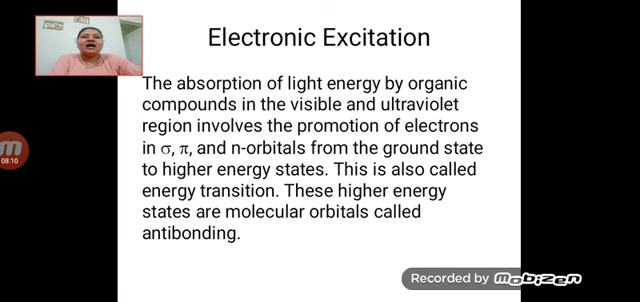 Electronic Excitation
The absorption of light energy by organic
compounds in the visible and ultraviolet
region involves the promotion of electrons
in σ, π, and n-orbitals from the ground state
to higher energy states. This is also called
energy transition. These higher energy
states are molecular orbitals called
antibonding.
08:10
Recorded by mobizen